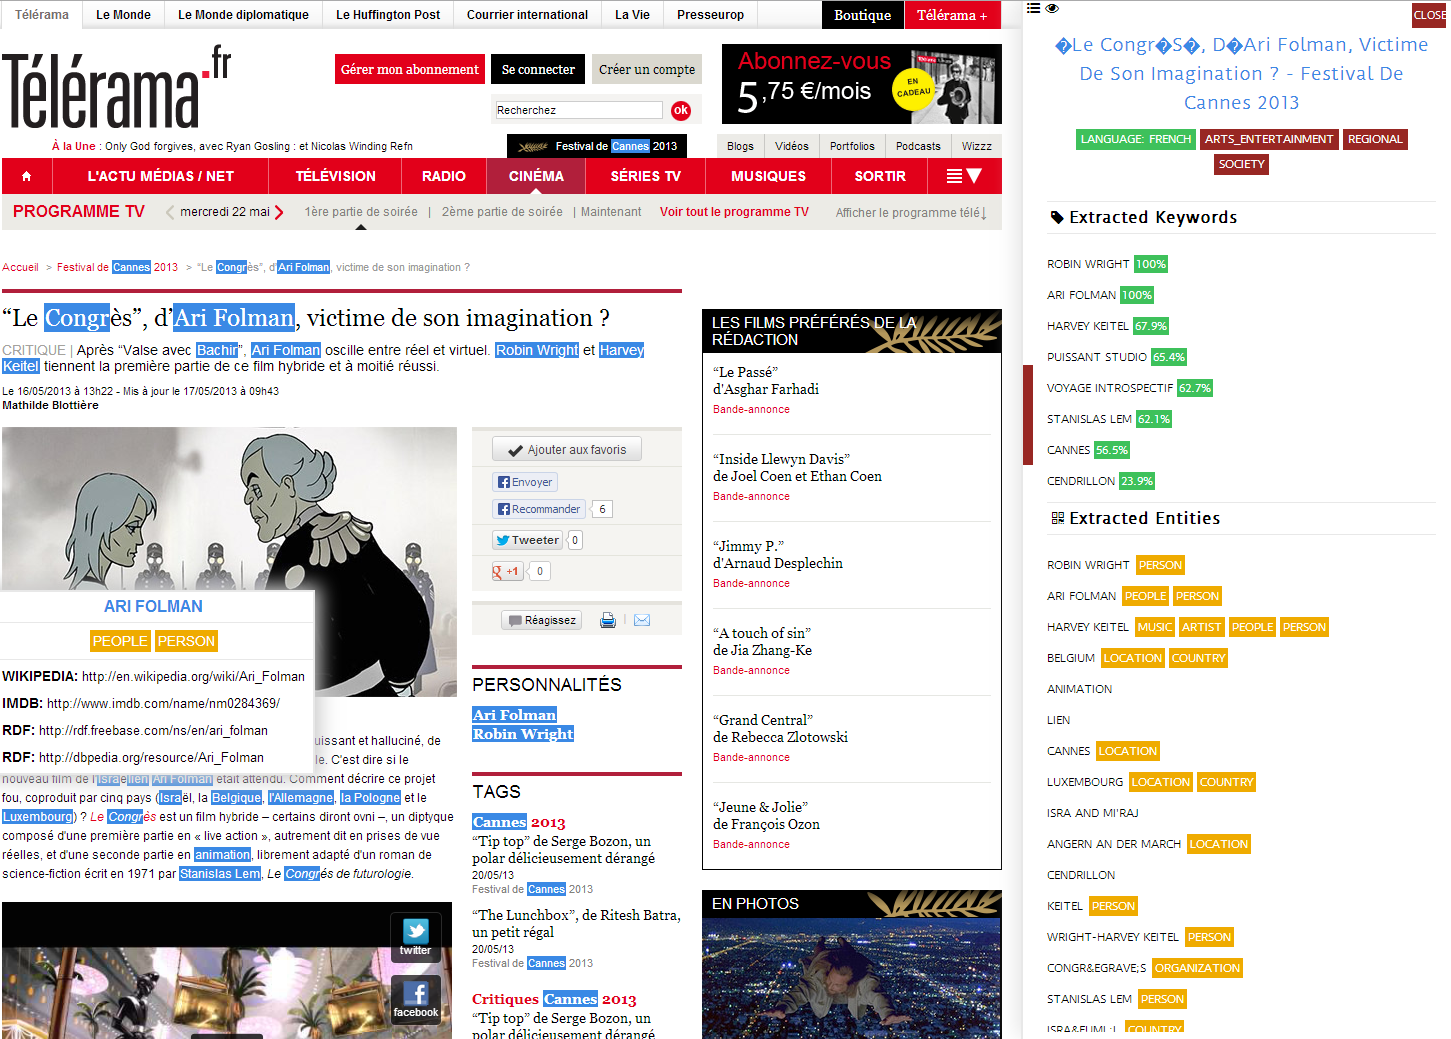 Télérama
Le Monde
Le Monde diplomatique
Le Huffington Post
Courrier international
La Vie
Presseurop
Boutique
Télérama +
Télérama.fr
Gérer mon abonnement
Se connecter
Créer un compte
Recherchez
ok
Abonnez-vous
5,75 €/mois
EN CADEAU
À la Une : Only God forgives, avec Ryan Gosling : et Nicolas Winding Refn
Festival de Cannes 2013
Blogs
Vidéos
Portfolios
Podcasts
Wizzz
L'ACTU MÉDIAS / NET
TÉLÉVISION
RADIO
CINÉMA
SÉRIES TV
MUSIQUES
SORTIR
PROGRAMME TV
mercredi 22 mai
1ère partie de soirée | 2ème partie de soirée | Maintenant
Voir tout le programme TV
Afficher le programme télé
Accueil > Festival de Cannes 2013 > “Le Congrès”, d'Ari Folman, victime de son imagination ?
“Le Congrès”, d’Ari Folman, victime de son imagination ?
CRITIQUE | Après “Valse avec Bachir”, Ari Folman oscille entre réel et virtuel. Robin Wright et Harvey
Keitel tiennent la première partie de ce film hybride et à moitié réussi.
Le 16/05/2013 à 13h22 - Mis à jour le 17/05/2013 à 09h43
Mathilde Blottière
Ajouter aux favoris
Envoyer
Recommander 6
Tweeter 0
+1 0
Réagissez
ARI FOLMAN
PEOPLE PERSON
WIKIPEDIA: http://en.wikipedia.org/wiki/Ari_Folman
IMDB: http://www.imdb.com/name/nm0284369/
RDF: http://rdf.freebase.com/ns/en/ari_folman
RDF: http://dbpedia.org/resource/Ari_Folman
uissant et halluciné, de
le. C'est dire si le
nouveau film de l'israélien Ari Folman était attendu. Comment décrire ce projet
fou, coproduit par cinq pays (Israël, la Belgique, l'Allemagne, la Pologne et le
Luxembourg) ? Le Congrès est un film hybride – certains diront ovni –, un diptyque
composé d'une première partie en « live action », autrement dit en prises de vue
réelles, et d'une seconde partie en animation, librement adapté d'un roman de
science-fiction écrit en 1971 par Stanislas Lem, Le Congrés de futurologie.
twitter
facebook
PERSONNALITÉS
Ari Folman
Robin Wright
TAGS
Cannes 2013
“Tip top” de Serge Bozon, un
polar délicieusement dérangé
20/05/13
Festival de Cannes 2013
“The Lunchbox”, de Ritesh Batra,
un petit régal
20/05/13
Festival de Cannes 2013
Critiques Cannes 2013
“Tip top” de Serge Bozon, un
polar délicieusement dérangé
LES FILMS PRÉFÉRÉS DE LA
RÉDACTION
“Le Passé”
d'Asghar Farhadi
Bande-annonce
“Inside Llewyn Davis”
de Joel Coen et Ethan Coen
Bande-annonce
“Jimmy P.”
d'Arnaud Desplechin
Bande-annonce
“A touch of sin”
de Jia Zhang-Ke
Bande-annonce
“Grand Central”
de Rebecca Zlotowski
Bande-annonce
“Jeune & Jolie”
de François Ozon
Bande-annonce
EN PHOTOS
CLOSE
�Le Congr�S�, D�Ari Folman, Victime
De Son Imagination ? - Festival De
Cannes 2013
LANGUAGE: FRENCH ARTS_ENTERTAINMENT REGIONAL
SOCIETY
Extracted Keywords
ROBIN WRIGHT 100%
ARI FOLMAN 100%
HARVEY KEITEL 67.9%
PUISSANT STUDIO 65.4%
VOYAGE INTROSPECTIF 62.7%
STANISLAS LEM 62.1%
CANNES 56.5%
CENDRILLON 23.9%
Extracted Entities
ROBIN WRIGHT PERSON
ARI FOLMAN PEOPLE PERSON
HARVEY KEITEL MUSIC ARTIST PEOPLE PERSON
BELGIUM LOCATION COUNTRY
ANIMATION
LIEN
CANNES LOCATION
LUXEMBOURG LOCATION COUNTRY
ISRA AND MI'RAJ
ANGERN AN DER MARCH LOCATION
CENDRILLON
KEITEL PERSON
WRIGHT-HARVEY KEITEL PERSON
CONGR&EGRAVE;S ORGANIZATION
STANISLAS LEM PERSON
ISRA&EUML;L COUNTRY